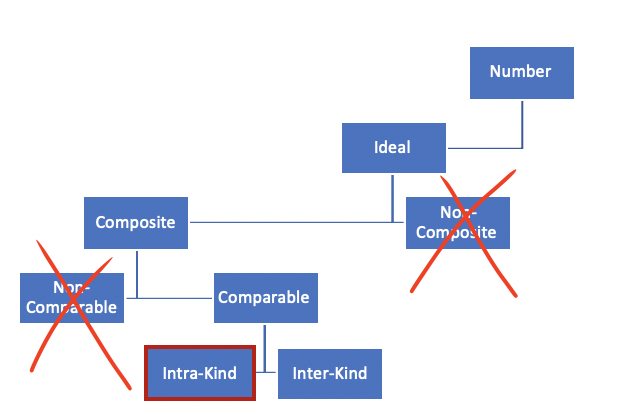 Number
Ideal
Composite
Non-
Composite
Non-
Comparable
Comparable
Intra-Kind
Inter-Kind